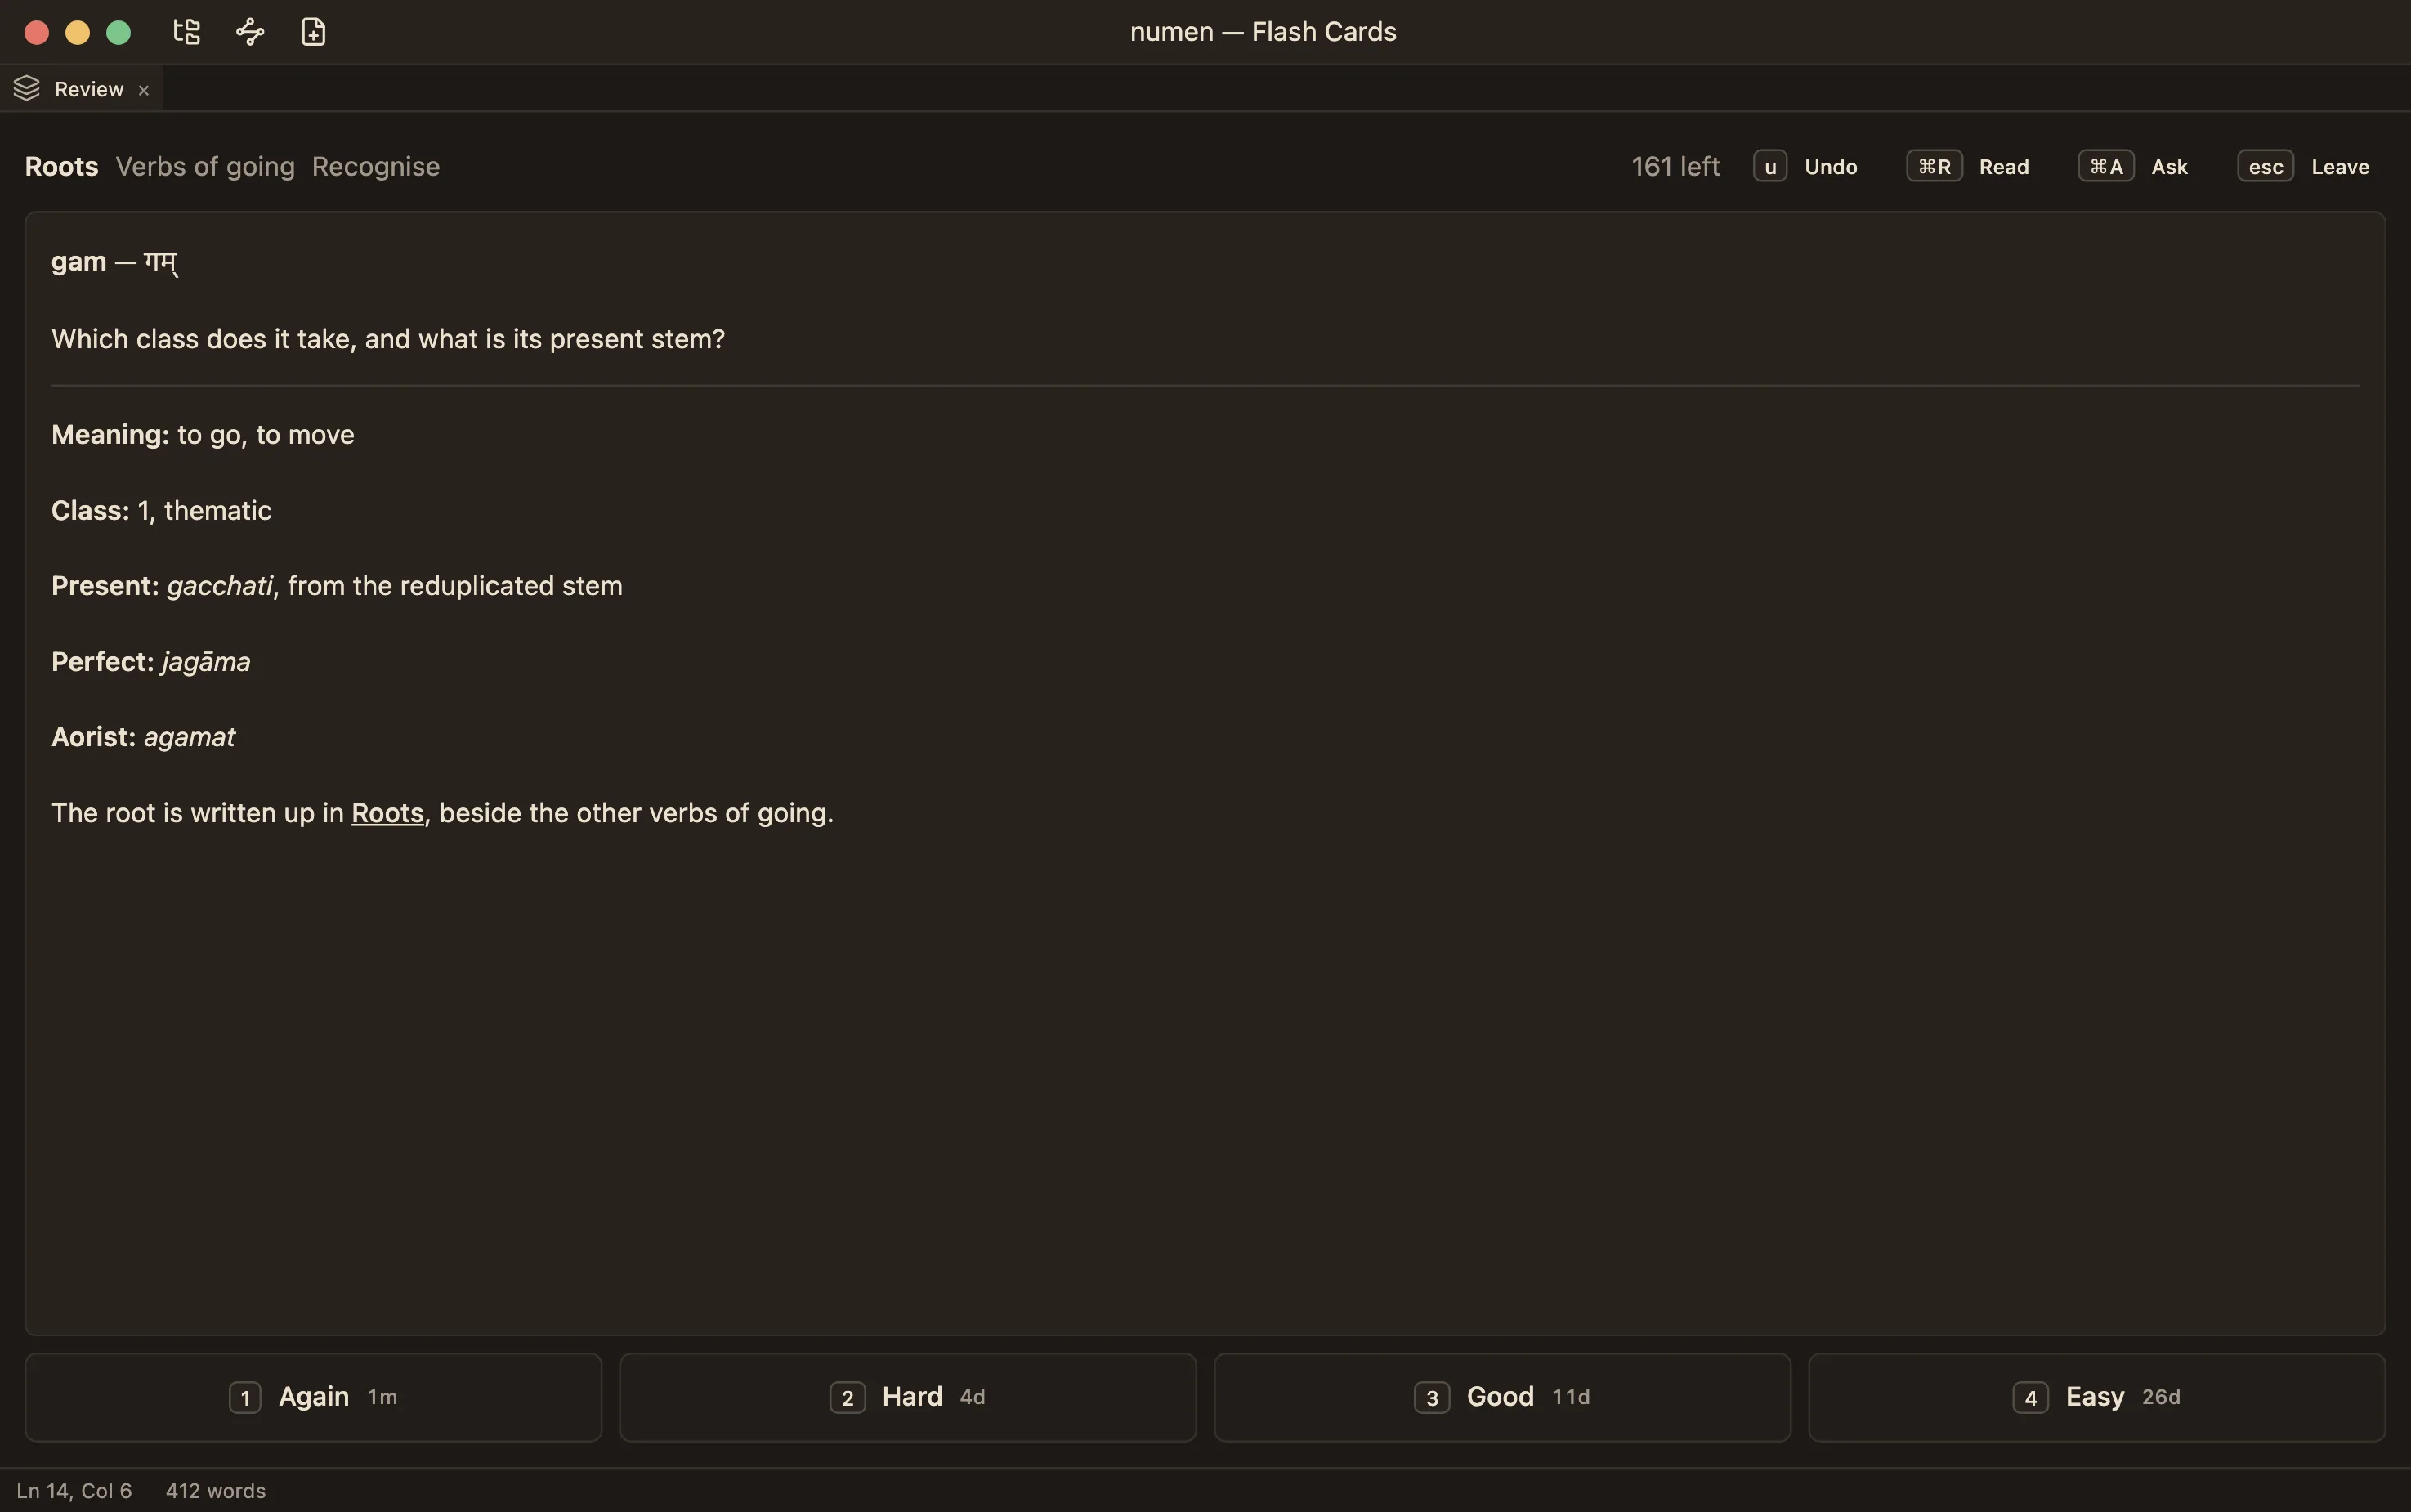 numen — Flash Cards
Review ×
Roots Verbs of going Recognise
161 left u Undo ⌘R Read ⌘A Ask esc Leave
gam — गम्
Which class does it take, and what is its present stem?
Meaning: to go, to move
Class: 1, thematic
Present: gacchati, from the reduplicated stem
Perfect: jagāma
Aorist: agamat
The root is written up in Roots, beside the other verbs of going.
1 Again 1m
2 Hard 4d
3 Good 11d
4 Easy 26d
Ln 14, Col 6 412 words